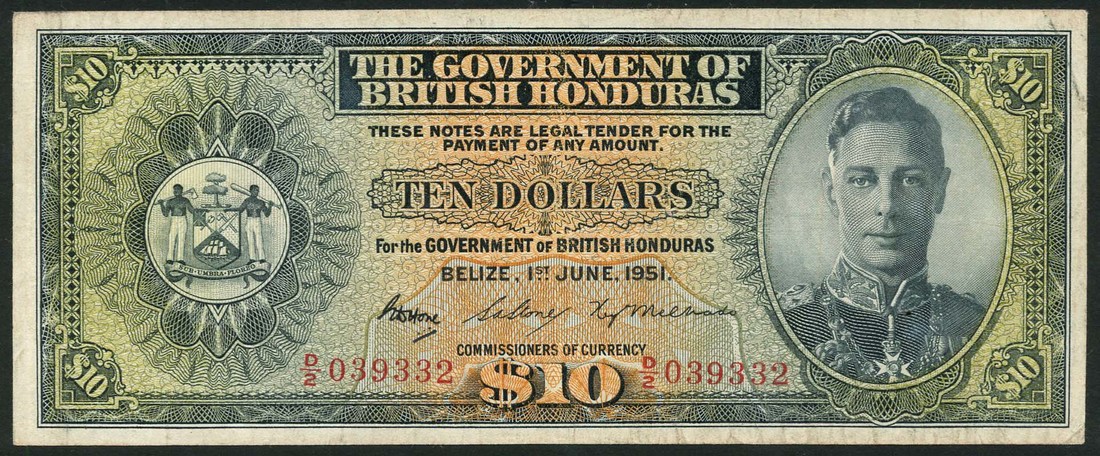 $10
$10
THE GOVERNMENT OF
BRITISH HONDURAS
THESE NOTES ARE LEGAL TENDER FOR THE
PAYMENT OF ANY AMOUNT.
TEN DOLLARS
For the GOVERNMENT OF BRITISH HONDURAS
BELIZE, 1ST JUNE, 1951.
COMMISSIONERS OF CURRENCY
D/2 039332 D/2 039332
$10
$10
$10